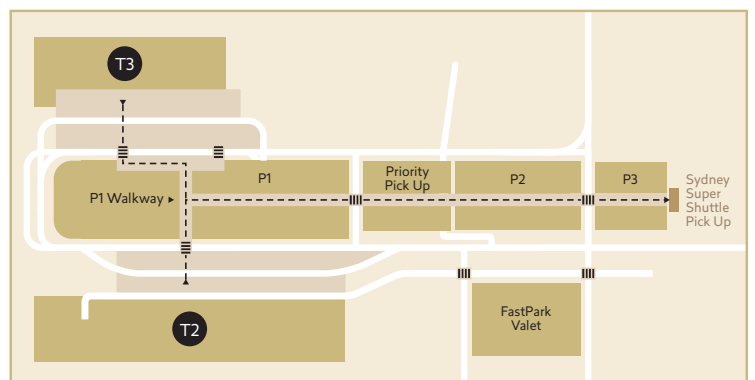 T3
P1
Priority
Pick Up
P2
P3
P1 Walkway
Sydney
Super
Shuttle
Pick Up
FastPark
Valet
T2